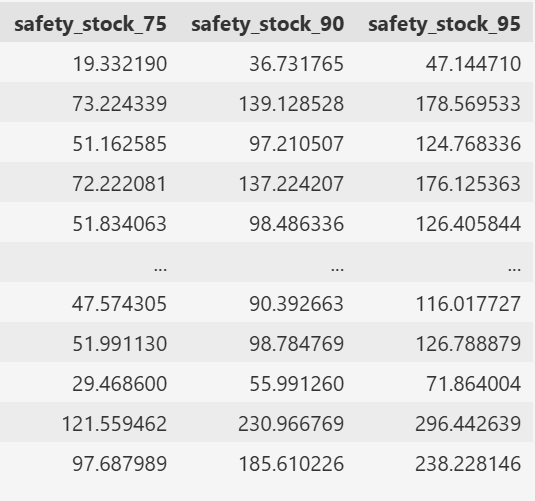 safety_stock_75 safety_stock_90 safety_stock_95
19.332190 36.731765 47.144710
73.224339 139.128528 178.569533
51.162585 97.210507 124.768336
72.222081 137.224207 176.125363
51.834063 98.486336 126.405844
... ... ...
47.574305 90.392663 116.017727
51.991130 98.784769 126.788879
29.468600 55.991260 71.864004
121.559462 230.966769 296.442639
97.687989 185.610226 238.228146